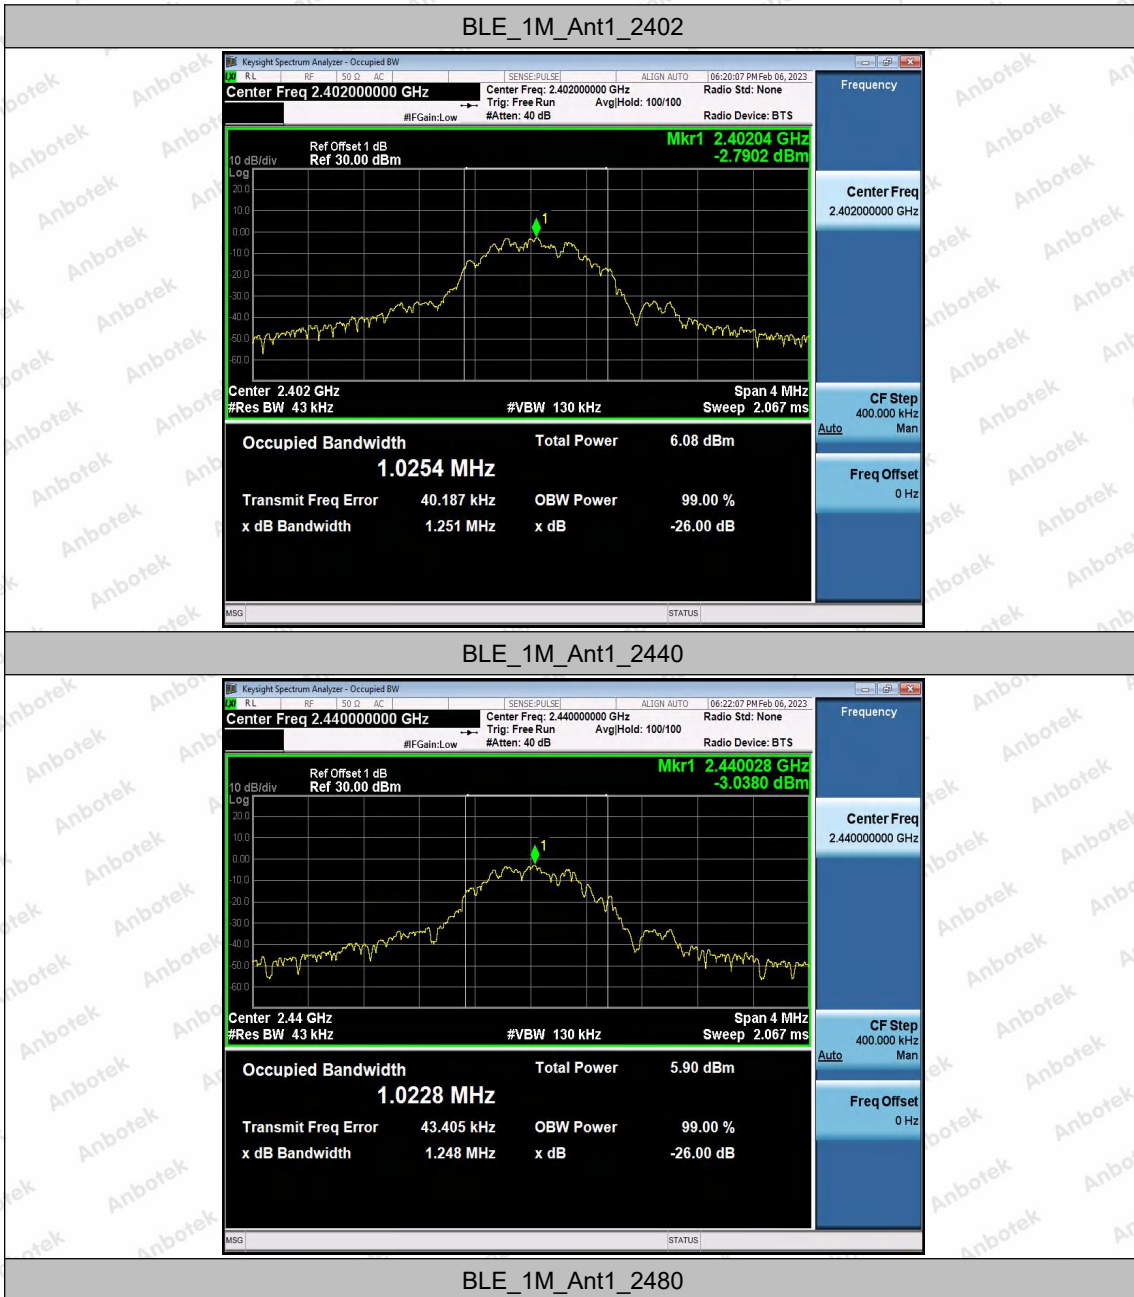 BLE_1M_Ant1_2402
Keysight Spectrum Analyzer - Occupied BW
LXI RL RF 50 Ω AC SENSE:PULSE ALIGN AUTO 06:20:07 PM Feb 06, 2023
Center Freq 2.402000000 GHz
Center Freq: 2.402000000 GHz
Radio Std: None
Trig: Free Run Avg|Hold: 100/100
#IFGain:Low
#Atten: 40 dB
Radio Device: BTS
Frequency
Mkr1 2.40204 GHz
-2.7902 dBm
Ref Offset 1 dB
10 dB/div Ref 30.00 dBm
Log
20.0
10.0
0.00
-10.0
-20.0
-30.0
-40.0
-50.0
-60.0
1
Center Freq
2.402000000 GHz
Center 2.402 GHz Span 4 MHz
#Res BW 43 kHz #VBW 130 kHz Sweep 2.067 ms
CF Step
400.000 kHz
Auto Man
Occupied Bandwidth Total Power 6.08 dBm
1.0254 MHz
Freq Offset
0 Hz
Transmit Freq Error 40.187 kHz OBW Power 99.00 %
x dB Bandwidth 1.251 MHz x dB -26.00 dB
MSG STATUS
BLE_1M_Ant1_2440
Keysight Spectrum Analyzer - Occupied BW
LXI RL RF 50 Ω AC SENSE:PULSE ALIGN AUTO 06:22:07 PM Feb 06, 2023
Center Freq 2.440000000 GHz
Center Freq: 2.440000000 GHz
Radio Std: None
Trig: Free Run Avg|Hold: 100/100
#IFGain:Low
#Atten: 40 dB
Radio Device: BTS
Frequency
Mkr1 2.440028 GHz
-3.0380 dBm
Ref Offset 1 dB
10 dB/div Ref 30.00 dBm
Log
20.0
10.0
0.00
-10.0
-20.0
-30.0
-40.0
-50.0
-60.0
1
Center Freq
2.440000000 GHz
Center 2.44 GHz Span 4 MHz
#Res BW 43 kHz #VBW 130 kHz Sweep 2.067 ms
CF Step
400.000 kHz
Auto Man
Occupied Bandwidth Total Power 5.90 dBm
1.0228 MHz
Freq Offset
0 Hz
Transmit Freq Error 43.405 kHz OBW Power 99.00 %
x dB Bandwidth 1.248 MHz x dB -26.00 dB
MSG STATUS
BLE_1M_Ant1_2480
Anbotek